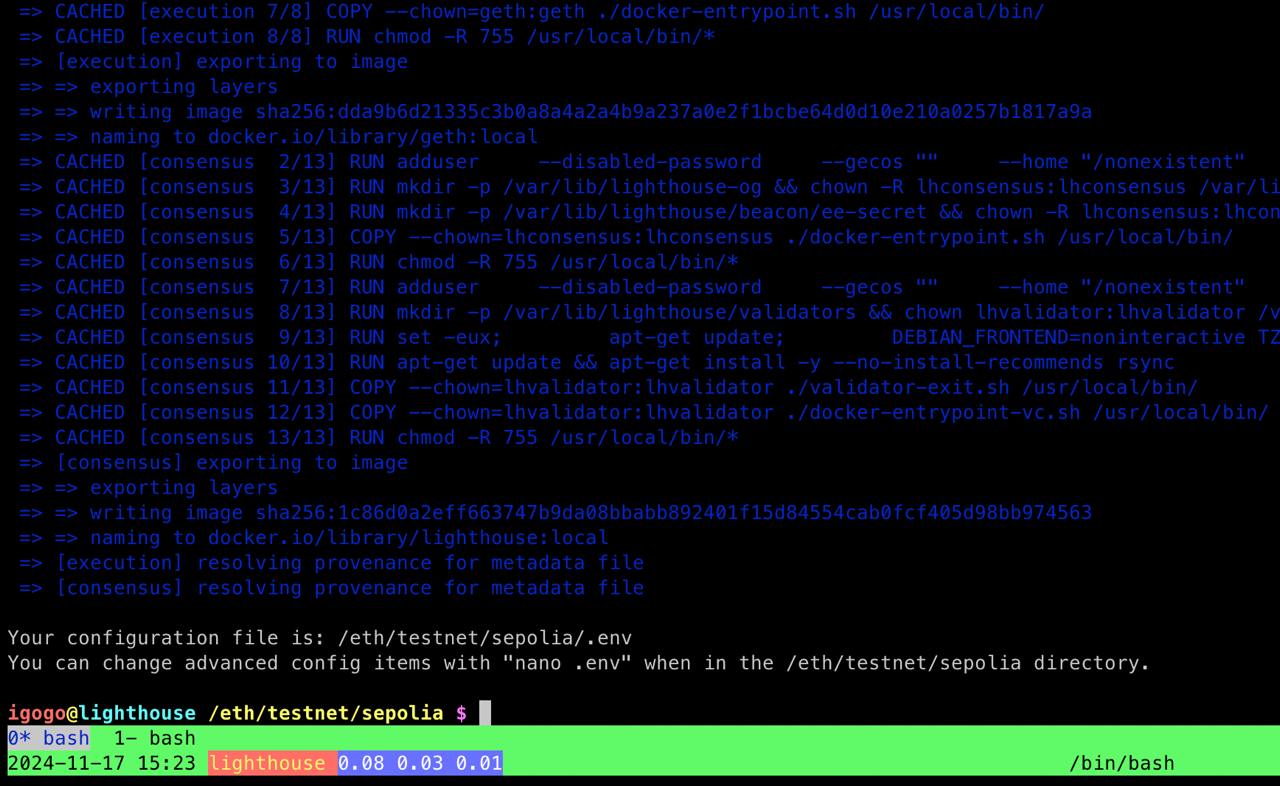 => CACHED [execution 7/8] COPY --chown=geth:geth ./docker-entrypoint.sh /usr/local/bin/
=> CACHED [execution 8/8] RUN chmod -R 755 /usr/local/bin/*
=> [execution] exporting to image
=> => exporting layers
=> => writing image sha256:dda9b6d21335c3b0a8a4a2a4b9a237a0e2f1bcbe64d0d10e210a0257b1817a9a
=> => naming to docker.io/library/geth:local
=> CACHED [consensus  2/13] RUN adduser     --disabled-password     --gecos ""     --home "/nonexistent"
=> CACHED [consensus  3/13] RUN mkdir -p /var/lib/lighthouse-og && chown -R lhconsensus:lhconsensus /var/li
=> CACHED [consensus  4/13] RUN mkdir -p /var/lib/lighthouse/beacon/ee-secret && chown -R lhconsensus:lhcon
=> CACHED [consensus  5/13] COPY --chown=lhconsensus:lhconsensus ./docker-entrypoint.sh /usr/local/bin/
=> CACHED [consensus  6/13] RUN chmod -R 755 /usr/local/bin/*
=> CACHED [consensus  7/13] RUN adduser     --disabled-password     --gecos ""     --home "/nonexistent"
=> CACHED [consensus  8/13] RUN mkdir -p /var/lib/lighthouse/validators && chown lhvalidator:lhvalidator /v
=> CACHED [consensus  9/13] RUN set -eux;         apt-get update;         DEBIAN_FRONTEND=noninteractive TZ
=> CACHED [consensus 10/13] RUN apt-get update && apt-get install -y --no-install-recommends rsync
=> CACHED [consensus 11/13] COPY --chown=lhvalidator:lhvalidator ./validator-exit.sh /usr/local/bin/
=> CACHED [consensus 12/13] COPY --chown=lhvalidator:lhvalidator ./docker-entrypoint-vc.sh /usr/local/bin/
=> CACHED [consensus 13/13] RUN chmod -R 755 /usr/local/bin/*
=> [consensus] exporting to image
=> => exporting layers
=> => writing image sha256:1c86d0a2eff663747b9da08bbabb892401f15d84554cab0fcf405d98bb974563
=> => naming to docker.io/library/lighthouse:local
=> [execution] resolving provenance for metadata file
=> [consensus] resolving provenance for metadata file
Your configuration file is: /eth/testnet/sepolia/.env
You can change advanced config items with "nano .env" when in the /eth/testnet/sepolia directory.
igogo@lighthouse /eth/testnet/sepolia $
0* bash  1- bash
2024-11-17 15:23 lighthouse 0.08 0.03 0.01 /bin/bash